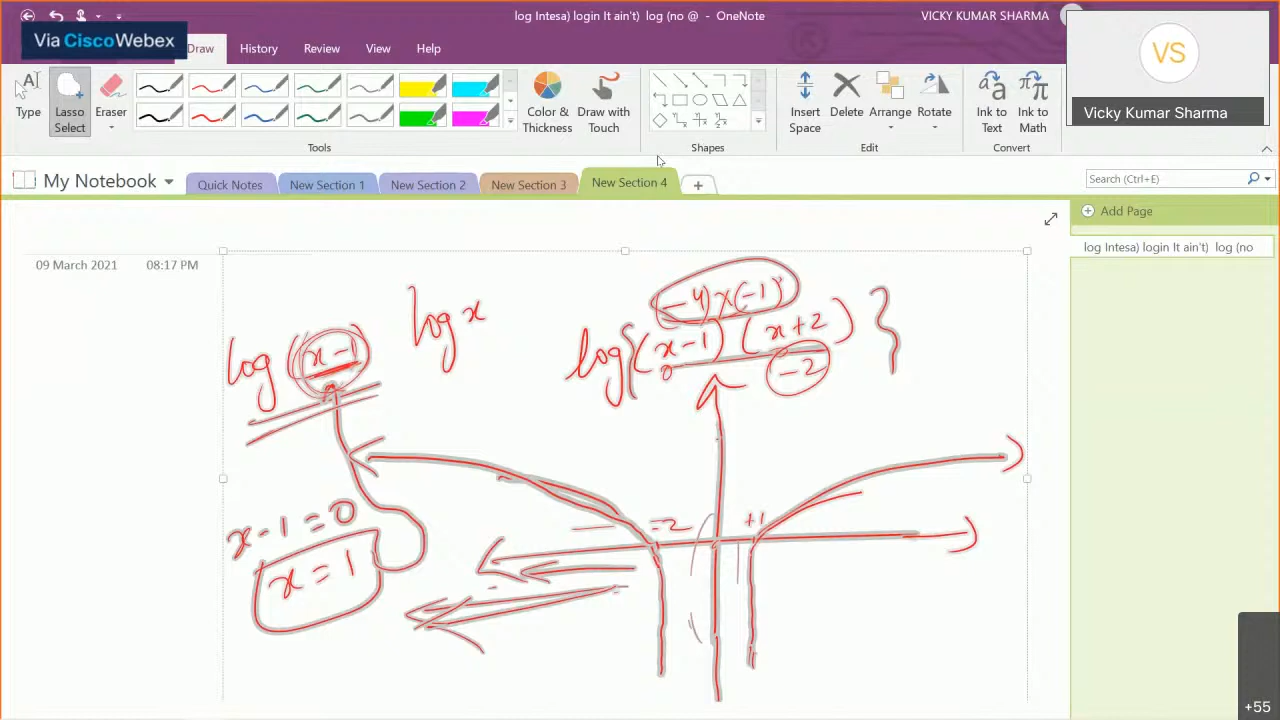 log Intesa) login It ain't) log (no @ - OneNote
VICKY KUMAR SHARMA
Via CiscoWebex
Draw
History
Review
View
Help
VS
Vicky Kumar Sharma
Type
Lasso Select
Eraser
Color & Thickness
Draw with Touch
Insert Space
Delete
Arrange
Rotate
Ink to Text
Ink to Math
Tools
Shapes
Edit
Convert
My Notebook
Quick Notes
New Section 1
New Section 2
New Section 3
New Section 4
+
Search (Ctrl+E)
Add Page
log Intesa) login It ain't) log (no
09 March 2021
08:17 PM
log x
(-4)x(-1)
log (x-1)
log{(x-1) (x+2)}
0
-2
-2
+1
x-1=0
x=1
+55